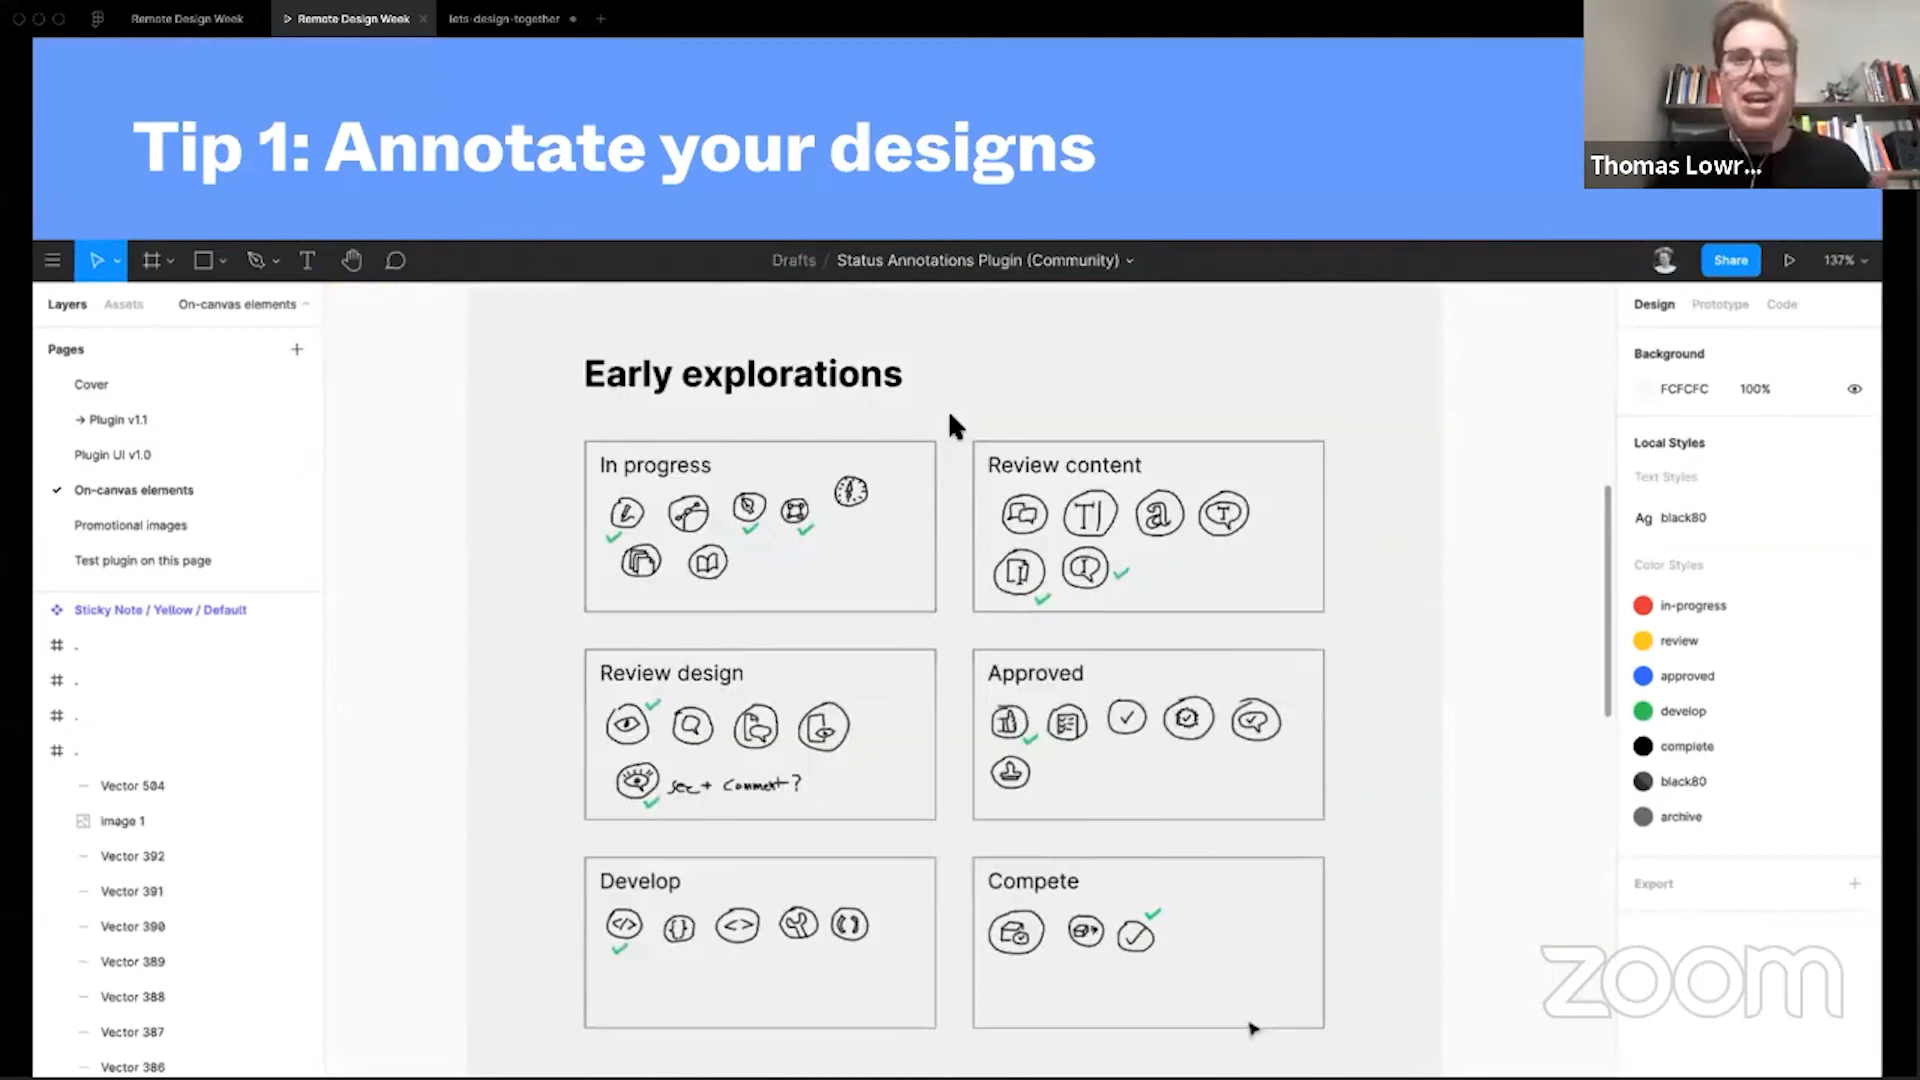 Remote Design Week
Remote Design Week
lets-design-together
Tip 1: Annotate your designs
Thomas Lowr...
Drafts / Status Annotations Plugin (Community)
Share
137%
Layers
Assets
On-canvas elements
Pages
Cover
→ Plugin v1.1
Plugin UI v1.0
On-canvas elements
Promotional images
Test plugin on this page
Sticky Note / Yellow / Default
.
.
.
.
Vector 504
image 1
Vector 392
Vector 391
Vector 390
Vector 389
Vector 388
Vector 387
Vector 386
Early explorations
In progress
Review content
T
a
T
Review design
see + comment?
Approved
Develop
</>
{}
<>
Compete
Design
Prototype
Code
Background
FCFCFC 100%
Local Styles
Text Styles
Ag black80
Color Styles
in-progress
review
approved
develop
complete
black80
archive
Export
zoom